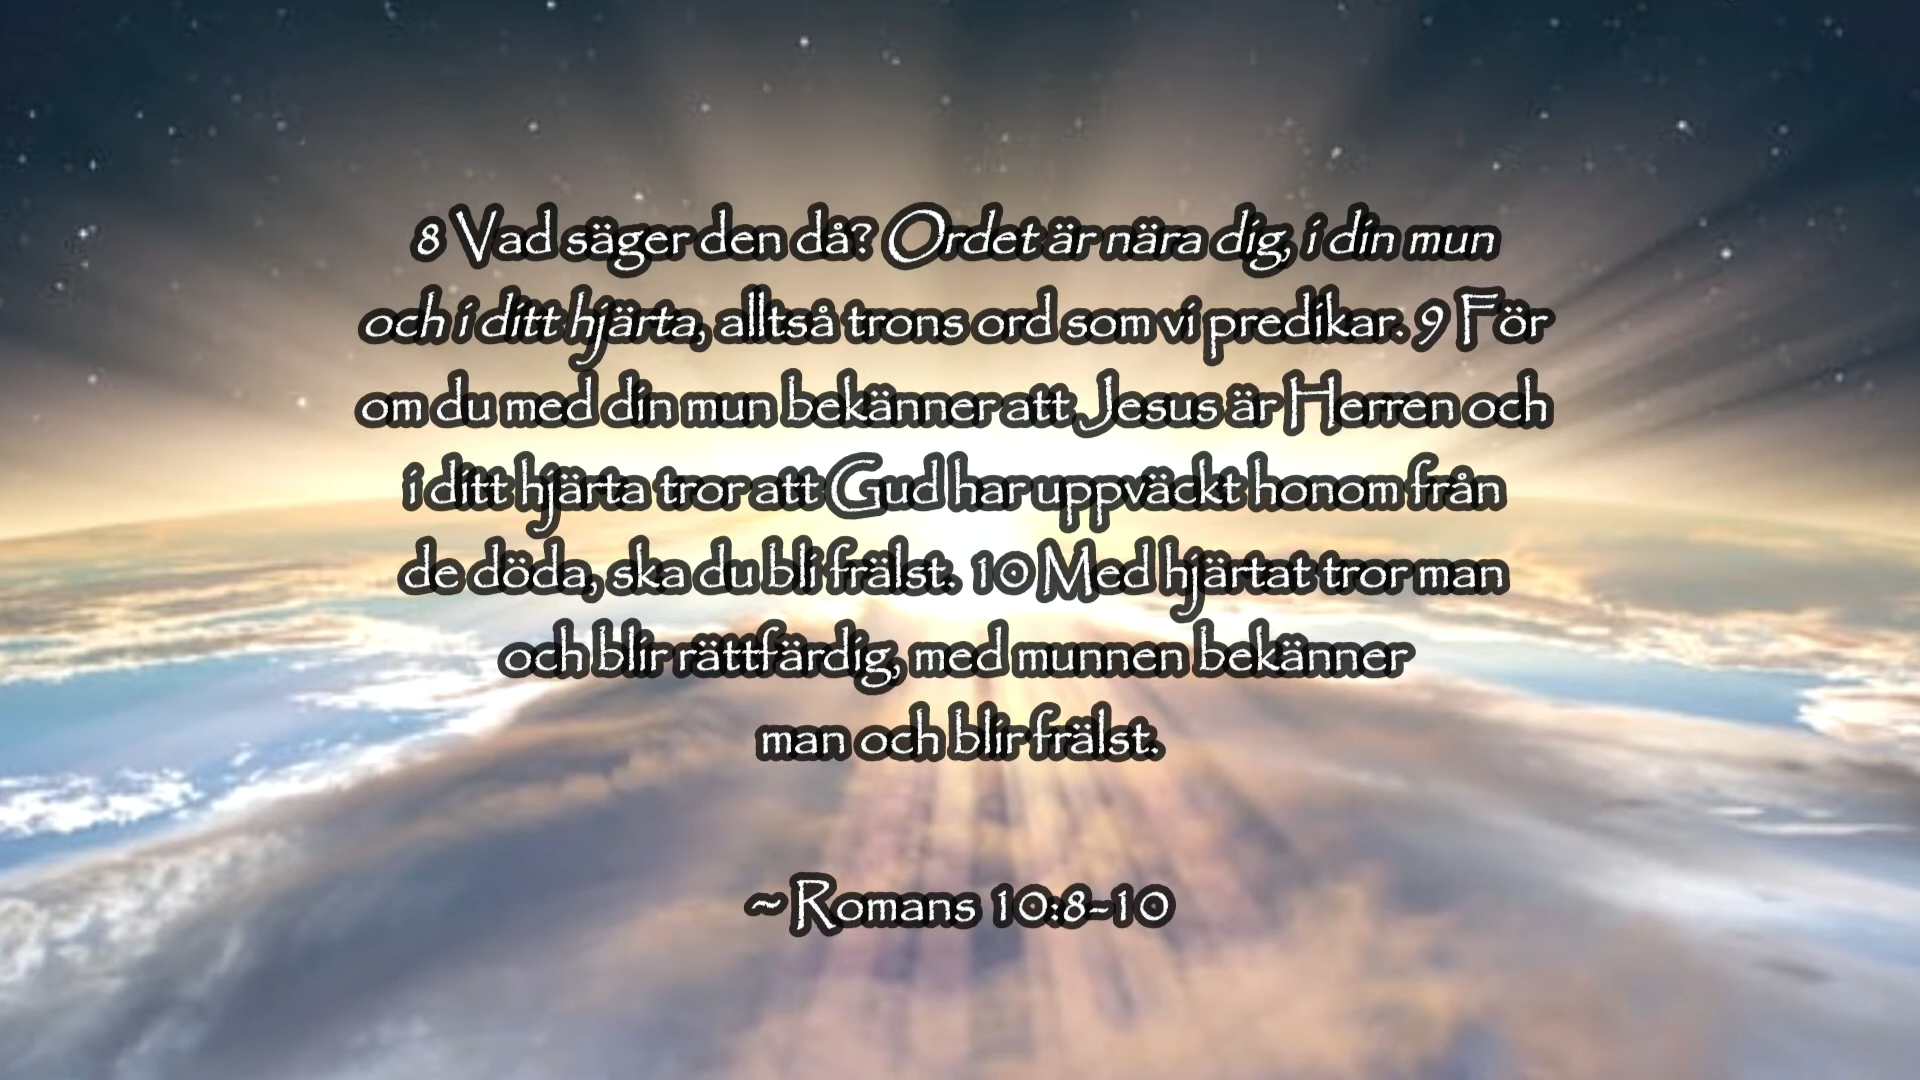 8 Vad säger den då? Ordet är nära dig, i din mun
och i ditt hjärta, alltså trons ord som vi predikar. 9 För
om du med din mun bekänner att Jesus är Herren och
i ditt hjärta tror att Gud har uppväckt honom från
de döda, ska du bli frälst. 10 Med hjärtat tror man
och blir rättfärdig, med munnen bekänner
man och blir frälst.
~ Romans 10:8-10